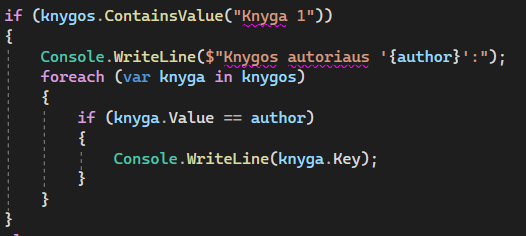 if (knygos.ContainsValue("Knyga 1"))
{
    Console.WriteLine($"Knygos autoriaus '{author}':");
    foreach (var knyga in knygos)
    {
        if (knyga.Value == author)
        {
            Console.WriteLine(knyga.Key);
        }
    }
}